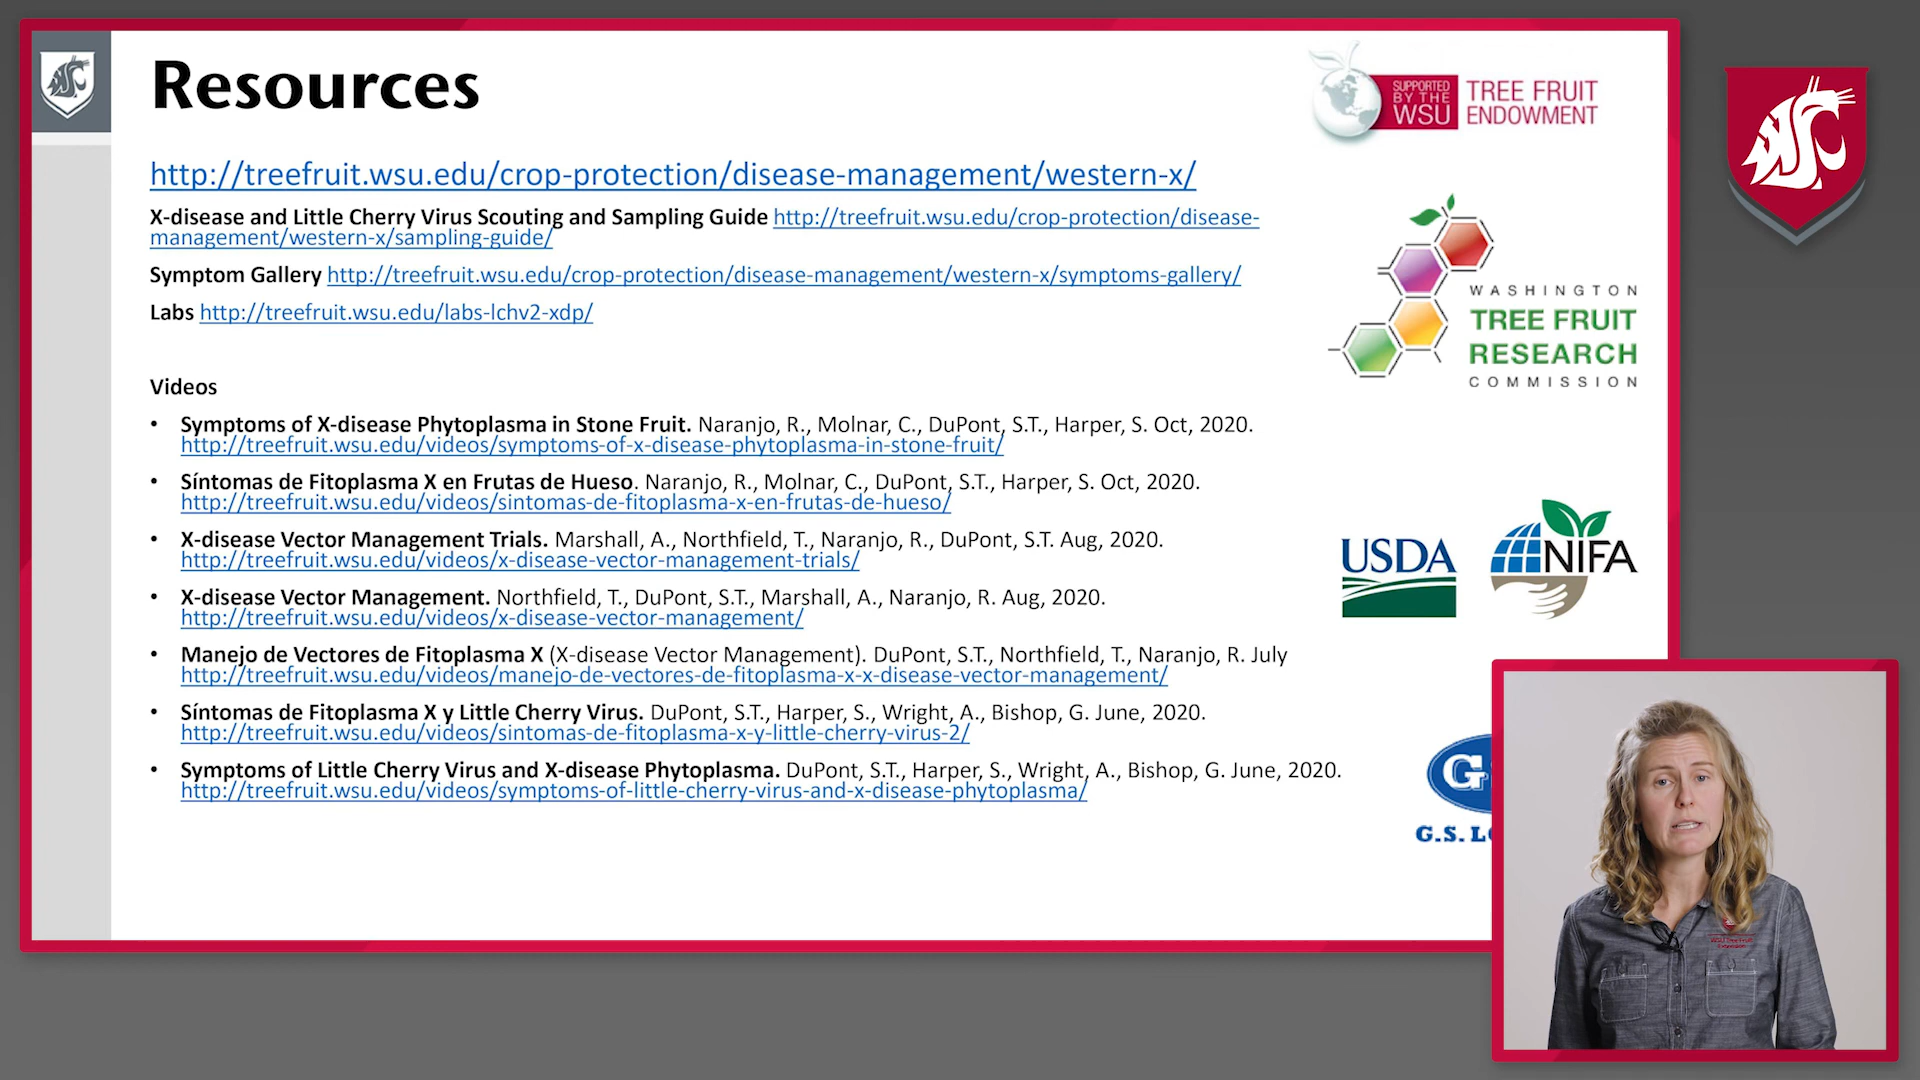 Resources
SUPPORTED
BY THE
WSU
TREE FRUIT
ENDOWMENT
http://treefruit.wsu.edu/crop-protection/disease-management/western-x/
X-disease and Little Cherry Virus Scouting and Sampling Guide http://treefruit.wsu.edu/crop-protection/disease-
management/western-x/sampling-guide/
Symptom Gallery http://treefruit.wsu.edu/crop-protection/disease-management/western-x/symptoms-gallery/
Labs http://treefruit.wsu.edu/labs-lchv2-xdp/
WASHINGTON
TREE FRUIT
RESEARCH
COMMISSION
Videos
• Symptoms of X-disease Phytoplasma in Stone Fruit. Naranjo, R., Molnar, C., DuPont, S.T., Harper, S. Oct, 2020.
http://treefruit.wsu.edu/videos/symptoms-of-x-disease-phytoplasma-in-stone-fruit/
• Síntomas de Fitoplasma X en Frutas de Hueso. Naranjo, R., Molnar, C., DuPont, S.T., Harper, S. Oct, 2020.
http://treefruit.wsu.edu/videos/sintomas-de-fitoplasma-x-en-frutas-de-hueso/
• X-disease Vector Management Trials. Marshall, A., Northfield, T., Naranjo, R., DuPont, S.T. Aug, 2020.
http://treefruit.wsu.edu/videos/x-disease-vector-management-trials/
• X-disease Vector Management. Northfield, T., DuPont, S.T., Marshall, A., Naranjo, R. Aug, 2020.
http://treefruit.wsu.edu/videos/x-disease-vector-management/
• Manejo de Vectores de Fitoplasma X (X-disease Vector Management). DuPont, S.T., Northfield, T., Naranjo, R. July
http://treefruit.wsu.edu/videos/manejo-de-vectores-de-fitoplasma-x-x-disease-vector-management/
• Síntomas de Fitoplasma X y Little Cherry Virus. DuPont, S.T., Harper, S., Wright, A., Bishop, G. June, 2020.
http://treefruit.wsu.edu/videos/sintomas-de-fitoplasma-x-y-little-cherry-virus-2/
• Symptoms of Little Cherry Virus and X-disease Phytoplasma. DuPont, S.T., Harper, S., Wright, A., Bishop, G. June, 2020.
http://treefruit.wsu.edu/videos/symptoms-of-little-cherry-virus-and-x-disease-phytoplasma/
USDA
NIFA
G.S.